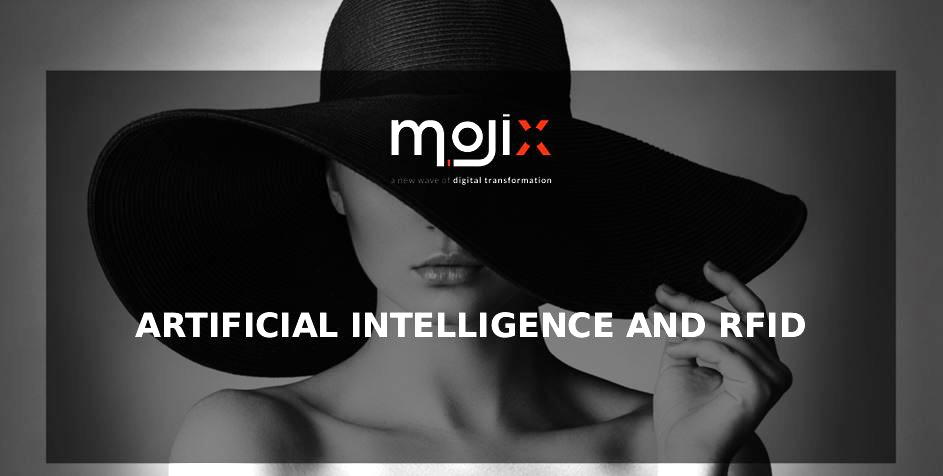 mojix
a new wave of digital transformation
ARTIFICIAL INTELLIGENCE AND RFID